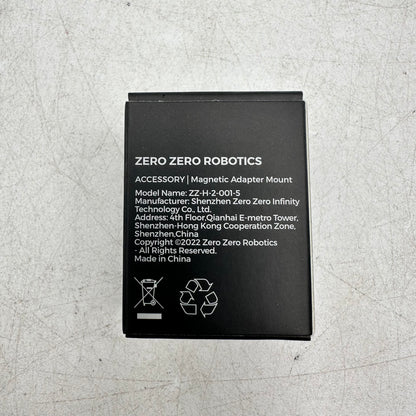 ZERO ZERO ROBOTICS
ACCESSORY | Magnetic Adapter Mount
Model Name: ZZ-H-2-001-5
Manufacturer: Shenzhen Zero Zero Infinity
Technology Co., Ltd.
Address: 4th Floor,Qianhai E-metro Tower,
Shenzhen-Hong Kong Cooperation Zone,
Shenzhen,China
Copyright ©2022 Zero Zero Robotics
- All Rights Reserved.
Made in China